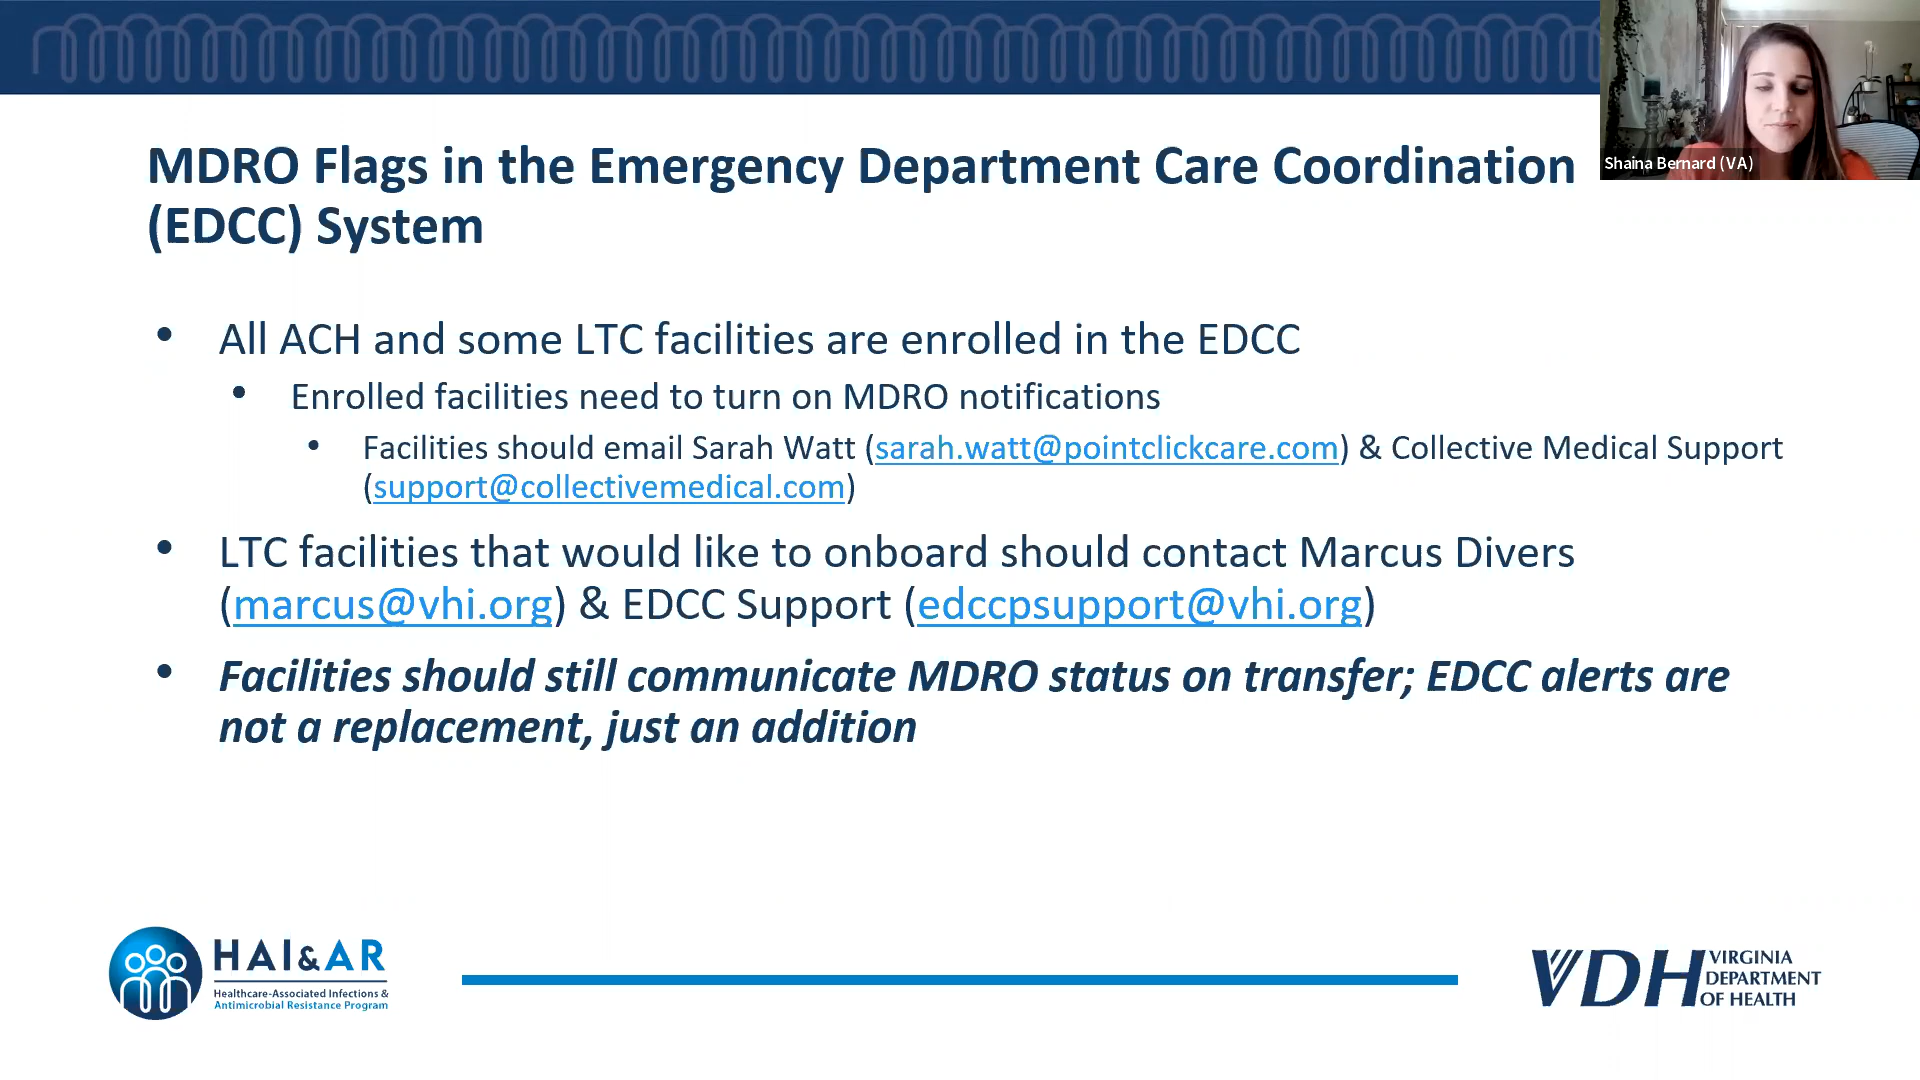 MDRO Flags in the Emergency Department Care Coordination
(EDCC) System
Shaina Bernard (VA)
• All ACH and some LTC facilities are enrolled in the EDCC
• Enrolled facilities need to turn on MDRO notifications
• Facilities should email Sarah Watt (sarah.watt@pointclickcare.com) & Collective Medical Support
(support@collectivemedical.com)
• LTC facilities that would like to onboard should contact Marcus Divers
(marcus@vhi.org) & EDCC Support (edccpsupport@vhi.org)
• Facilities should still communicate MDRO status on transfer; EDCC alerts are
not a replacement, just an addition
HAI&AR
Healthcare-Associated Infections &
Antimicrobial Resistance Program
VDH VIRGINIA
DEPARTMENT
OF HEALTH